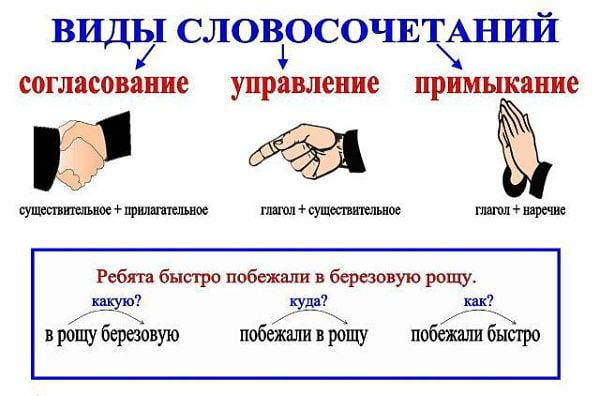 ВИДЫ СЛОВОСОЧЕТАНИЙ
согласование управление примыкание
существительное + прилагательное глагол + существительное глагол + наречие
Ребята быстро побежали в березовую рощу.
какую? куда? как?
в рощу березовую побежали в рощу побежали быстро